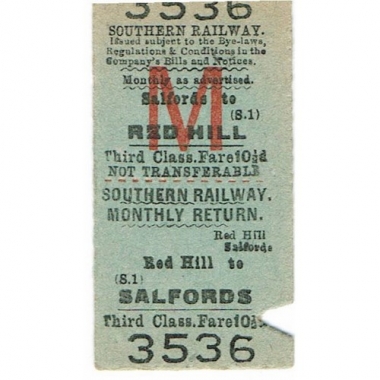 3536
SOUTHERN RAILWAY.
Issued subject to the Bye-laws,
Regulations & Conditions in the
Company's Bills and Notices.
Monthly as advertised.
Salfords to
(S.1)
RED HILL
M
Third Class. Fare 10½d
NOT TRANSFERABLE
SOUTHERN RAILWAY.
MONTHLY RETURN.
Red Hill
Salfords
Red Hill to
(S.1)
SALFORDS
Third Class. Fare 10½
3536